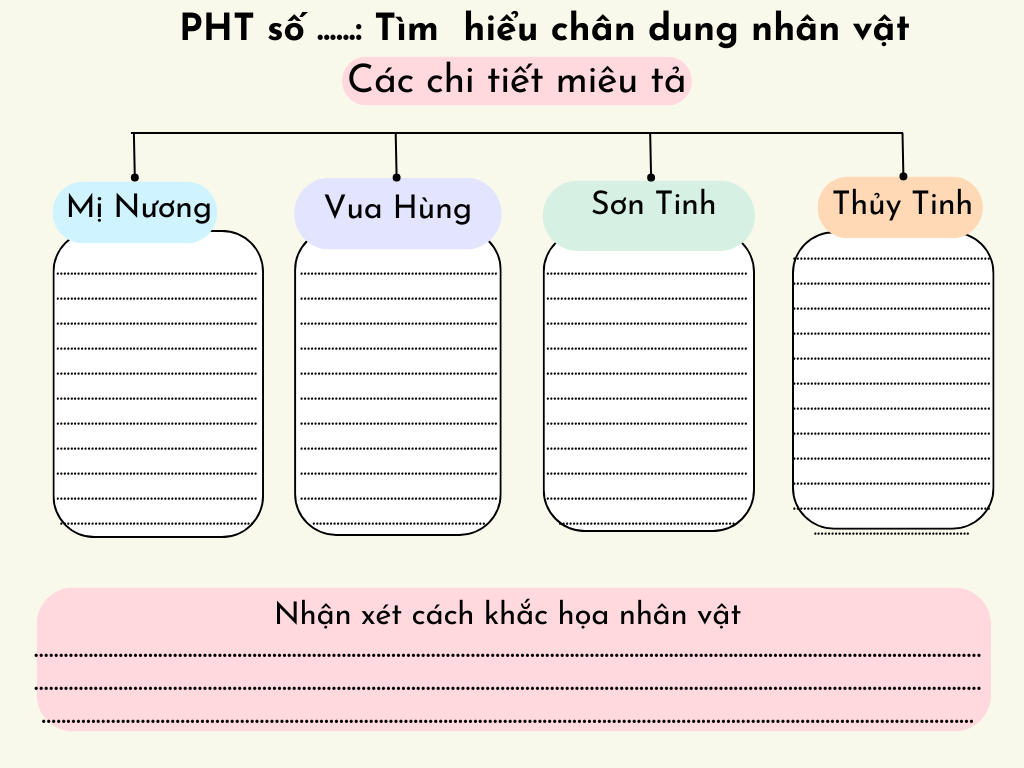 PHT số ......: Tìm hiểu chân dung nhân vật
Các chi tiết miêu tả
Mị Nương
Vua Hùng
Sơn Tinh
Thủy Tinh
Nhận xét cách khắc họa nhân vật